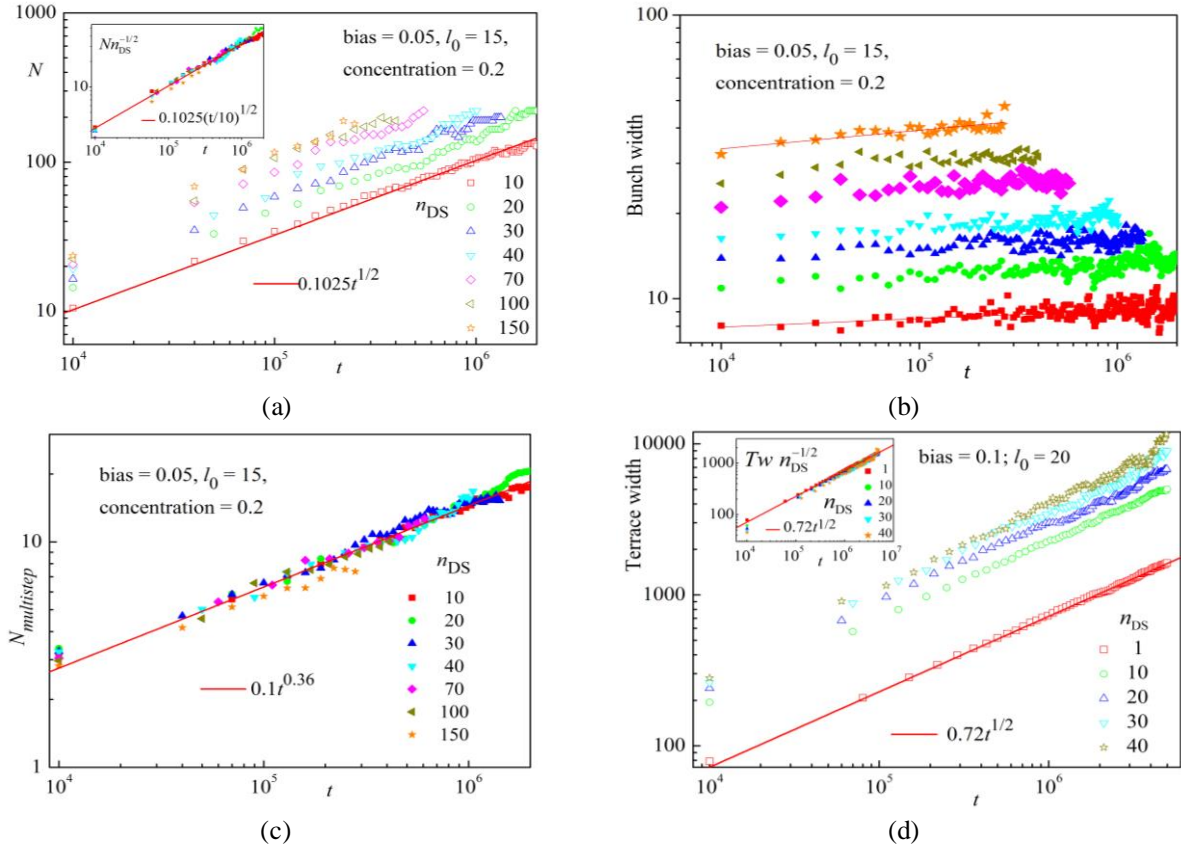 1000
N
100
10
10^4
10^5
10^6
t
bias = 0.05, l_0 = 15,
concentration = 0.2
n_DS
10
20
30
40
70
100
150
0.1025t^{1/2}
Nn_DS^{-1/2}
10
10^4
10^5
t
10^6
0.1025(t/10)^{1/2}
(a)
100
Bunch width
10
10^4
10^5
10^6
t
bias = 0.05, l_0 = 15,
concentration = 0.2
(b)
N_multistep
10
1
10^4
10^5
10^6
t
bias = 0.05, l_0 = 15,
concentration = 0.2
n_DS
10
20
30
40
70
100
150
0.1t^{0.36}
(c)
10000
Terrace width
1000
100
10^4
10^5
10^6
t
bias = 0.1; l_0 = 20
n_DS
1
10
20
30
40
0.72t^{1/2}
Tw n_DS^{-1/2}
1000
100
n_DS
1
10
20
30
40
0.72t^{1/2}
10^4
10^5
t
10^6
10^7
(d)